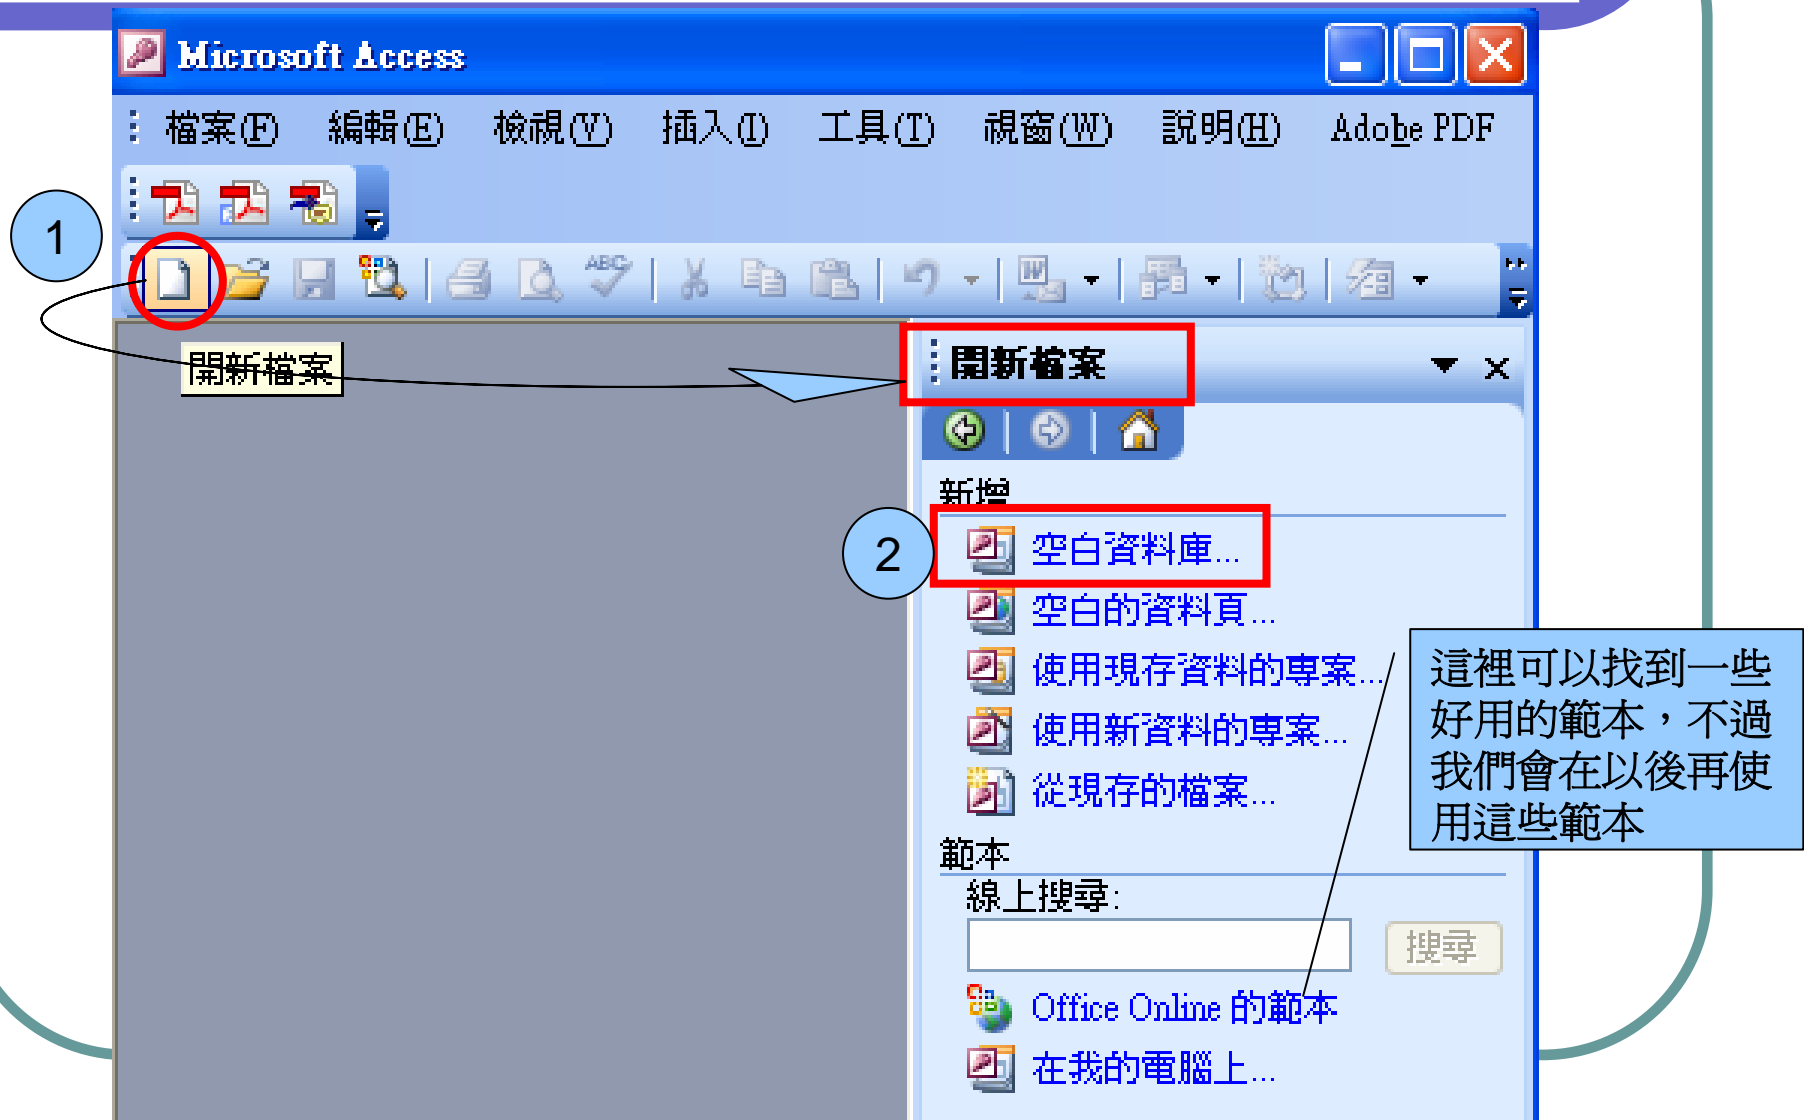 Microsoft Access
檔案(F) 編輯(E) 檢視(V) 插入(I) 工具(T) 視窗(W) 說明(H) Adobe PDF
1
ABC
W
開新檔案
開新檔案
新增
2
空白資料庫...
空白的資料頁...
使用現存資料的專案...
使用新資料的專案...
從現存的檔案...
這裡可以找到一些
好用的範本，不過
我們會在以後再使
用這些範本
範本
線上搜尋:
搜尋
Office Online 的範本
在我的電腦上...